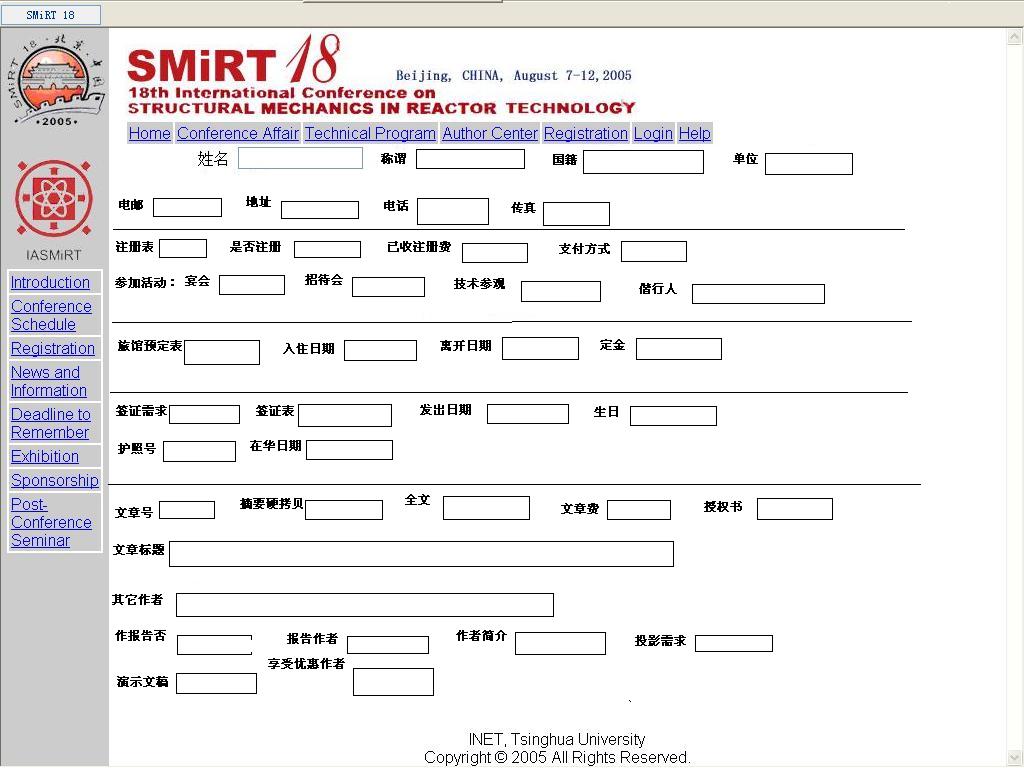 SMiRT 18
SMiRT 18 · 北京 · 中国
·2005·
SMiRT 18
Beijing, CHINA, August 7-12,2005
18th International Conference on
STRUCTURAL MECHANICS IN REACTOR TECHNOLOGY
Home Conference Affair Technical Program Author Center Registration Login Help
IASMiRT
Introduction
Conference
Schedule
Registration
News and
Information
Deadline to
Remember
Exhibition
Sponsorship
Post-
Conference
Seminar
姓名 称谓 国籍 单位
电邮 地址 电话 传真
注册表 是否注册 已收注册费 支付方式
参加活动： 宴会 招待会 技术参观 偕行人
旅馆预定表 入住日期 离开日期 定金
签证需求 签证表 发出日期 生日
护照号 在华日期
文章号 摘要硬拷贝 全文 文章费 授权书
文章标题
其它作者
作报告否 报告作者 作者简介 投影需求
演示文稿 享受优惠作者
INET, Tsinghua University
Copyright © 2005 All Rights Reserved.